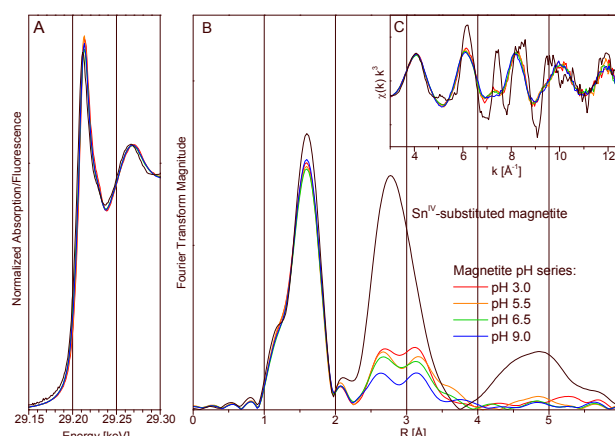 A
B
C
Normalized Absorption/Fluorescence
Fourier Transform Magnitude
χ(k) k³
4 6 8 10 12
k [Å⁻¹]
Sn^IV-substituted magnetite
Magnetite pH series:
pH 3.0
pH 5.5
pH 6.5
pH 9.0
29.15 29.20 29.25 29.30
Energy [keV]
0 1 2 3 4 5
R [Å]